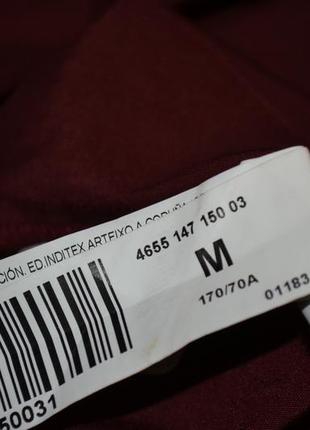 CIÓN. ED.INDITEX ARTEIXO A CORUÑA
4655 147 150 03
M
170/70A
01183
50031